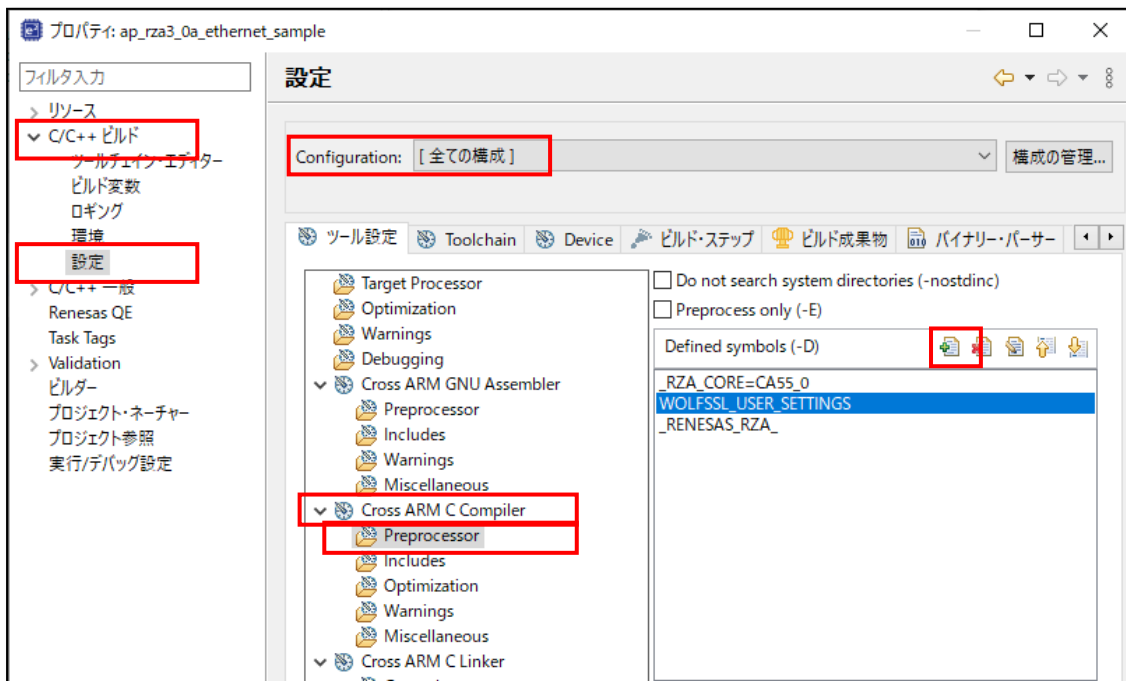 プロパティ: ap_rza3_0a_ethernet_sample
フィルタ入力
設定
リソース
C/C++ ビルド
ツールチェイン・エディター
ビルド変数
ロギング
環境
設定
C/C++ 一般
Renesas QE
Task Tags
Validation
ビルダー
プロジェクト・ネーチャー
プロジェクト参照
実行/デバッグ設定
Configuration: [ 全ての構成 ]
構成の管理...
ツール設定 Toolchain Device ビルド・ステップ ビルド成果物 バイナリー・パーサー
Target Processor
Optimization
Warnings
Debugging
Cross ARM GNU Assembler
Preprocessor
Includes
Warnings
Miscellaneous
Cross ARM C Compiler
Preprocessor
Includes
Optimization
Warnings
Miscellaneous
Cross ARM C Linker
Do not search system directories (-nostdinc)
Preprocess only (-E)
Defined symbols (-D)
_RZA_CORE=CA55_0
WOLFSSL_USER_SETTINGS
_RENESAS_RZA_